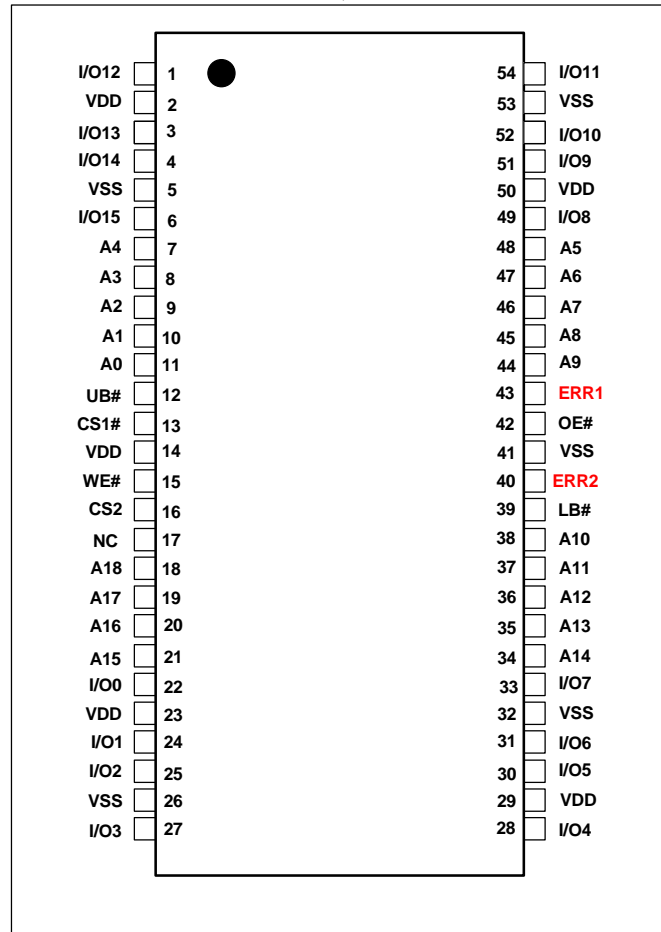 I/O12 1 54 I/O11
VDD 2 53 VSS
I/O13 3 52 I/O10
I/O14 4 51 I/O9
VSS 5 50 VDD
I/O15 6 49 I/O8
A4 7 48 A5
A3 8 47 A6
A2 9 46 A7
A1 10 45 A8
A0 11 44 A9
UB# 12 43 ERR1
CS1# 13 42 OE#
VDD 14 41 VSS
WE# 15 40 ERR2
CS2 16 39 LB#
NC 17 38 A10
A18 18 37 A11
A17 19 36 A12
A16 20 35 A13
A15 21 34 A14
I/O0 22 33 I/O7
VDD 23 32 VSS
I/O1 24 31 I/O6
I/O2 25 30 I/O5
VSS 26 29 VDD
I/O3 27 28 I/O4